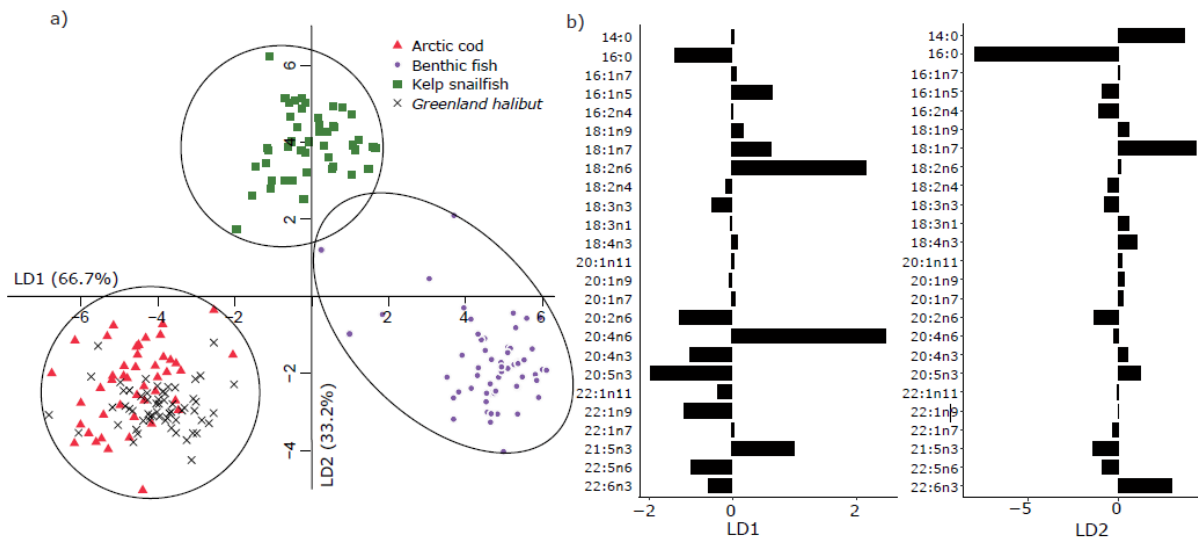 a)
Arctic cod
Benthic fish
Kelp snailfish
Greenland halibut
6
4
2
LD1 (66.7%)
−6 −4 −2 2 4 6
−2
−4
LD2 (33.2%)
b)
14:0
16:0
16:1n7
16:1n5
16:2n4
18:1n9
18:1n7
18:2n6
18:2n4
18:3n3
18:3n1
18:4n3
20:1n11
20:1n9
20:1n7
20:2n6
20:4n6
20:4n3
20:5n3
22:1n11
22:1n9
22:1n7
21:5n3
22:5n6
22:6n3
−2 0 2
LD1
14:0
16:0
16:1n7
16:1n5
16:2n4
18:1n9
18:1n7
18:2n6
18:2n4
18:3n3
18:3n1
18:4n3
20:1n11
20:1n9
20:1n7
20:2n6
20:4n6
20:4n3
20:5n3
22:1n11
22:1n9
22:1n7
21:5n3
22:5n6
22:6n3
−5 0
LD2